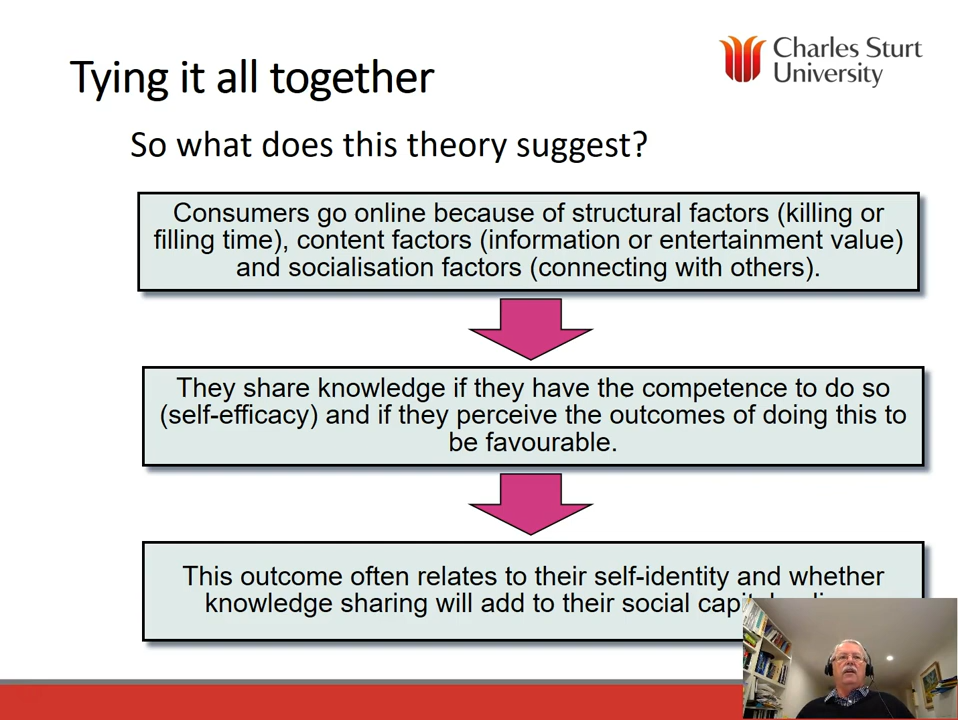 Charles Sturt
University
Tying it all together
So what does this theory suggest?
Consumers go online because of structural factors (killing or
filling time), content factors (information or entertainment value)
and socialisation factors (connecting with others).
They share knowledge if they have the competence to do so
(self-efficacy) and if they perceive the outcomes of doing this to
be favourable.
This outcome often relates to their self-identity and whether
knowledge sharing will add to their social